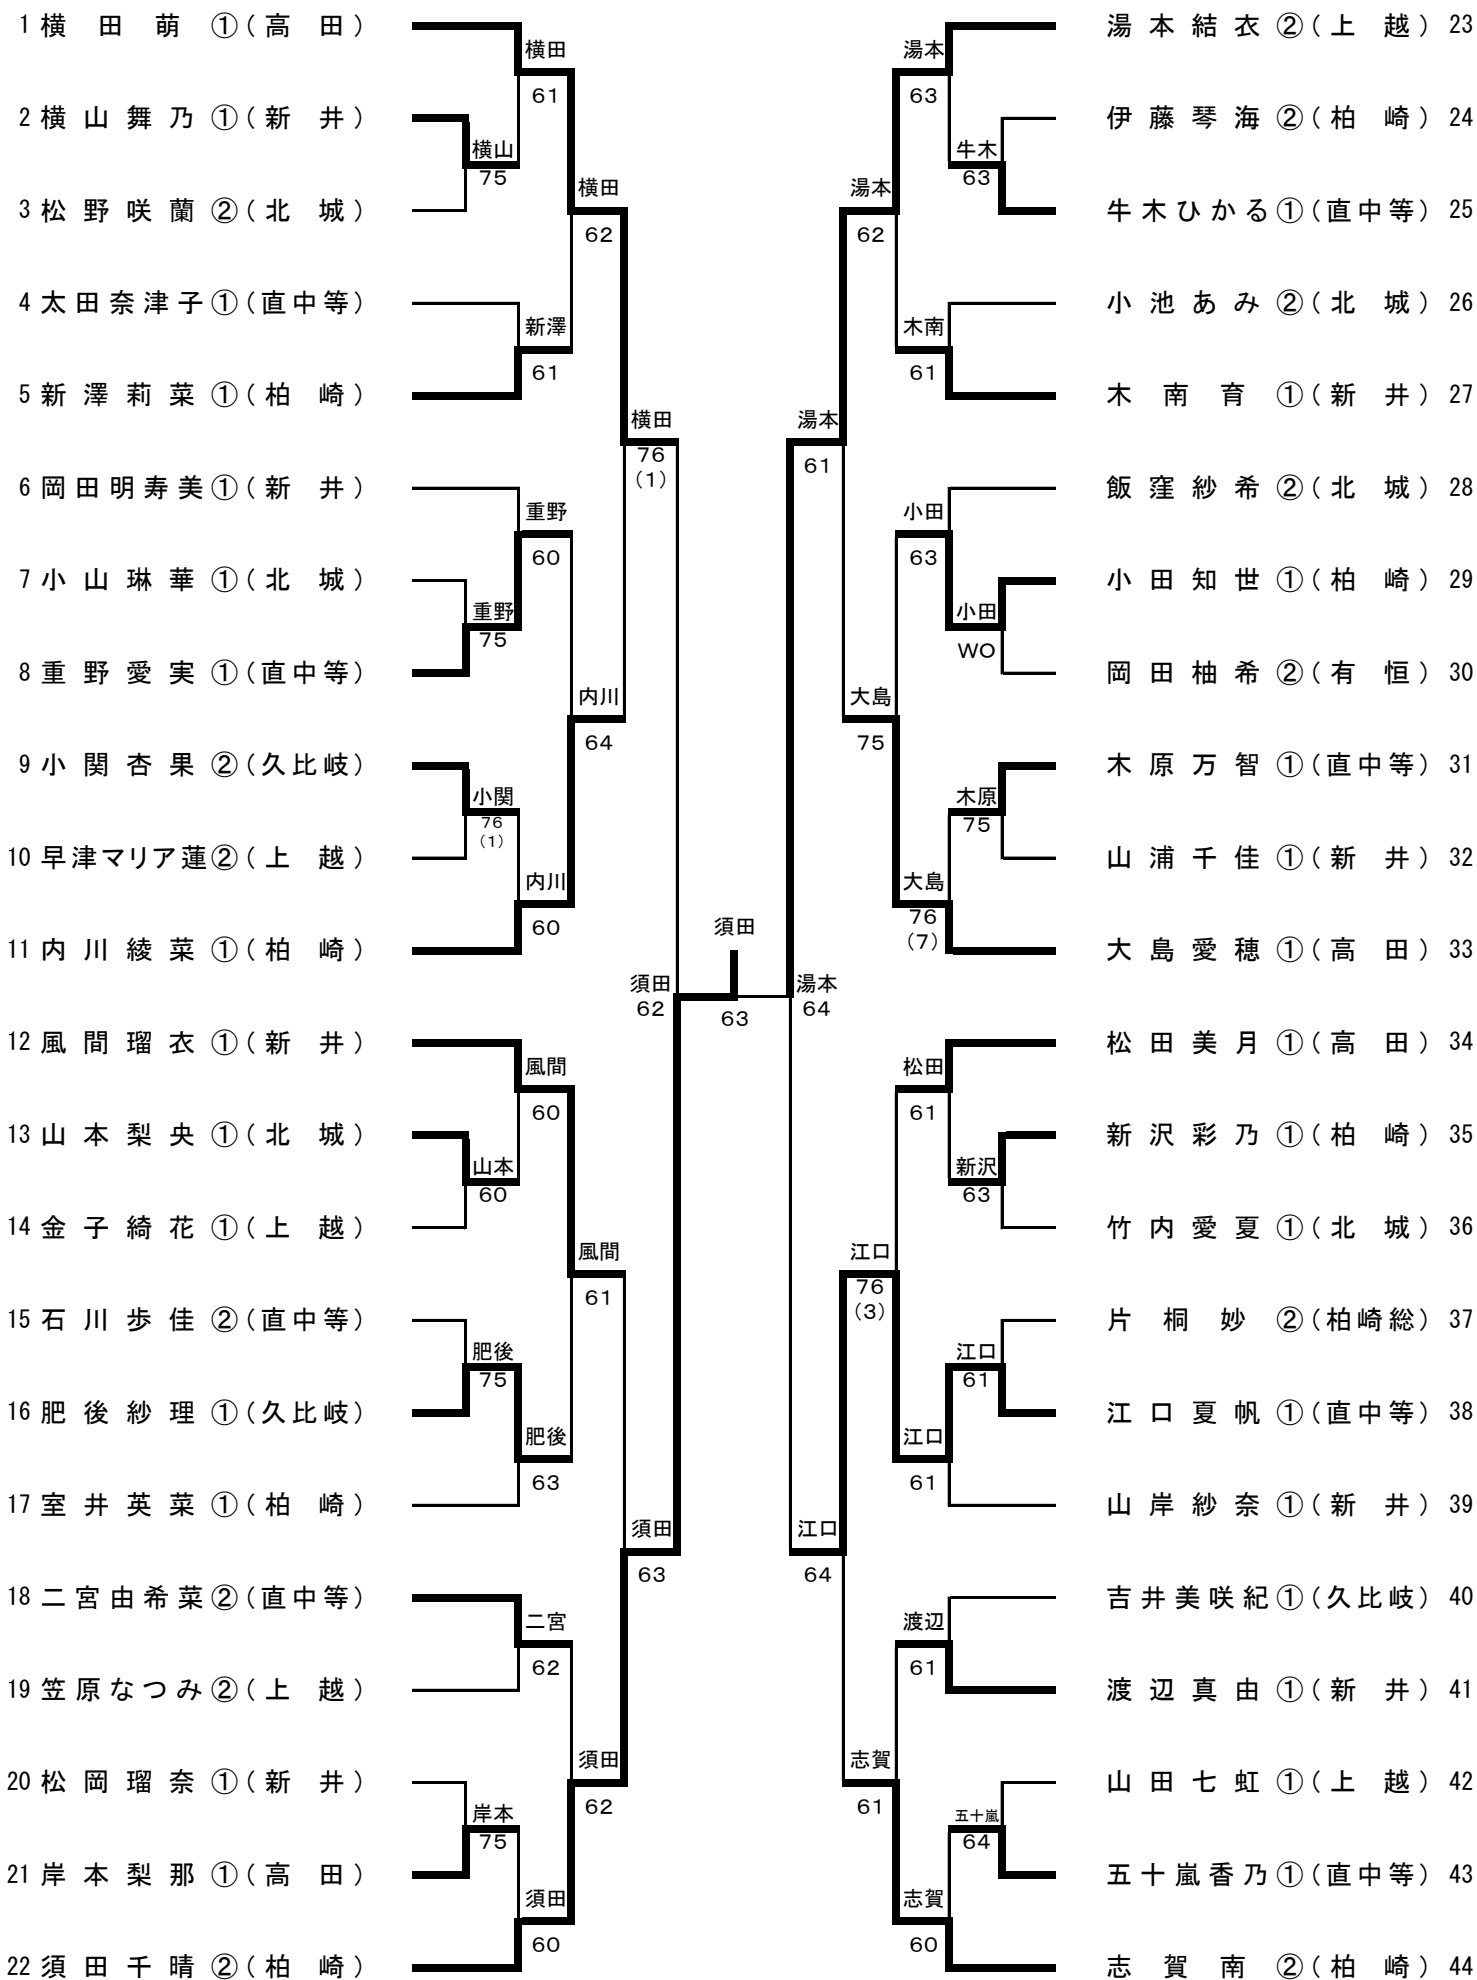 1 横田萌 ①(高田)
2 横山舞乃 ①(新井)
3 松野咲蘭 ②(北城)
4 太田奈津子 ①(直中等)
5 新澤莉菜 ①(柏崎)
6 岡田明寿美 ①(新井)
7 小山琳華 ①(北城)
8 重野愛実 ①(直中等)
9 小関杏果 ②(久比岐)
10 早津マリア蓮 ②(上越)
11 内川綾菜 ①(柏崎)
12 風間瑠衣 ①(新井)
13 山本梨央 ①(北城)
14 金子綺花 ①(上越)
15 石川歩佳 ②(直中等)
16 肥後紗理 ①(久比岐)
17 室井英菜 ①(柏崎)
18 二宮由希菜 ②(直中等)
19 笠原なつみ ②(上越)
20 松岡瑠奈 ①(新井)
21 岸本梨那 ①(高田)
22 須田千晴 ②(柏崎)
横山
75
重野
75
小関
76
(1)
山本
60
肥後
75
岸本
75
横田
61
新澤
61
重野
60
内川
60
風間
60
肥後
63
二宮
62
須田
60
横田
62
内川
64
風間
61
須田
62
横田
76
(1)
須田
63
須田
62
須田
63
湯本
64
湯本
61
江口
64
湯本
62
大島
75
江口
76
(3)
志賀
61
湯本
63
木南
61
小田
63
大島
76
(7)
松田
61
江口
61
渡辺
61
志賀
60
牛木
63
小田
WO
木原
75
新沢
63
江口
61
五十嵐
64
湯本結衣 ②(上越) 23
伊藤琴海 ②(柏崎) 24
牛木ひかる ①(直中等) 25
小池あみ ②(北城) 26
木南育 ①(新井) 27
飯窪紗希 ②(北城) 28
小田知世 ①(柏崎) 29
岡田柚希 ②(有恒) 30
木原万智 ①(直中等) 31
山浦千佳 ①(新井) 32
大島愛穂 ①(高田) 33
松田美月 ①(高田) 34
新沢彩乃 ①(柏崎) 35
竹内愛夏 ①(北城) 36
片桐妙 ②(柏崎総) 37
江口夏帆 ①(直中等) 38
山岸紗奈 ①(新井) 39
吉井美咲紀 ①(久比岐) 40
渡辺真由 ①(新井) 41
山田七虹 ①(上越) 42
五十嵐香乃 ①(直中等) 43
志賀南 ②(柏崎) 44